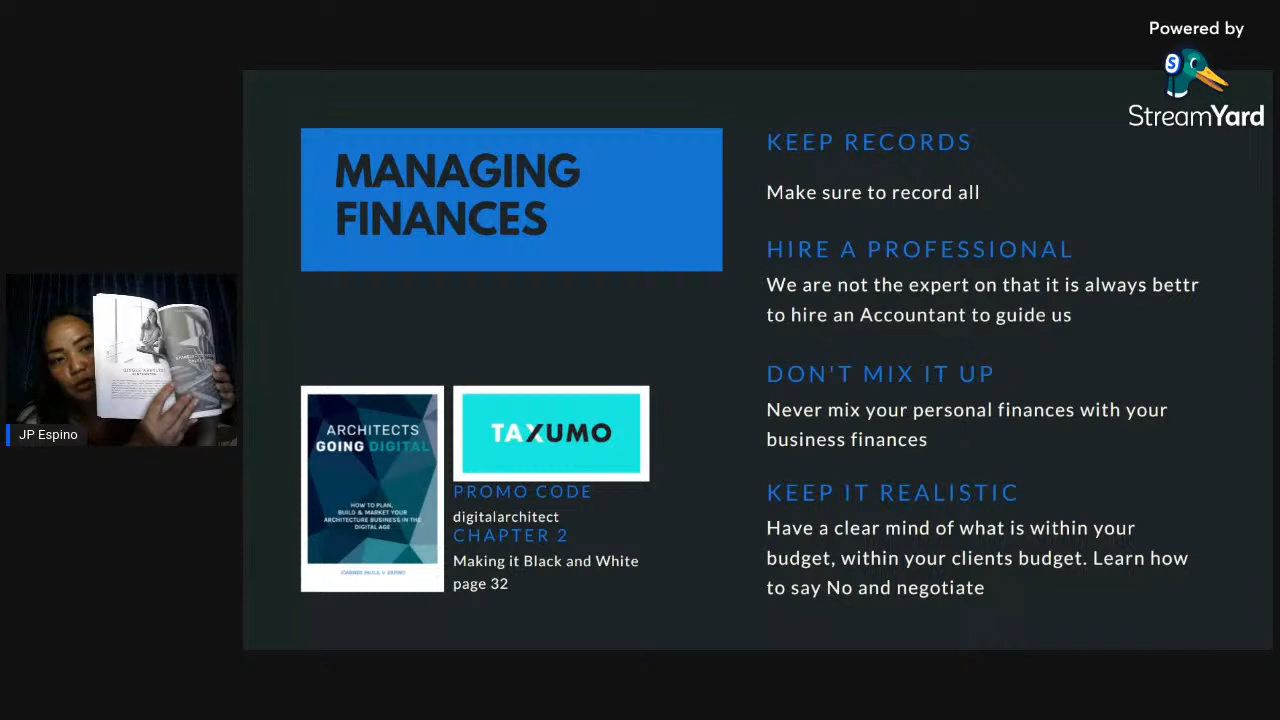 Powered by
S
StreamYard
MANAGING
FINANCES
KEEP RECORDS
Make sure to record all
HIRE A PROFESSIONAL
We are not the expert on that it is always bettr
to hire an Accountant to guide us
DON'T MIX IT UP
Never mix your personal finances with your
business finances
KEEP IT REALISTIC
Have a clear mind of what is within your
budget, within your clients budget. Learn how
to say No and negotiate
JP Espino
ARCHITECTS
GOING DIGITAL
HOW TO PLAN,
BUILD & MARKET YOUR
ARCHITECTURE BUSINESS IN THE
DIGITAL AGE
TAXUMO
PROMO CODE
digitalarchitect
CHAPTER 2
Making it Black and White
page 32